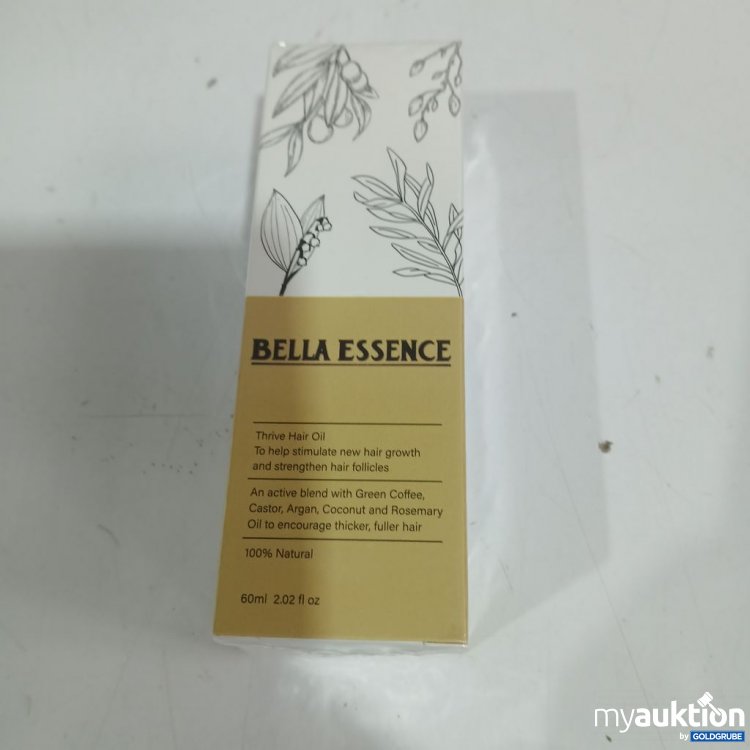 BELLA ESSENCE
Thrive Hair Oil
To help stimulate new hair growth
and strengthen hair follicles
An active blend with Green Coffee,
Castor, Argan, Coconut and Rosemary
Oil to encourage thicker, fuller hair
100% Natural
60ml 2.02 fl oz
myauktion
by GOLDGRUBE